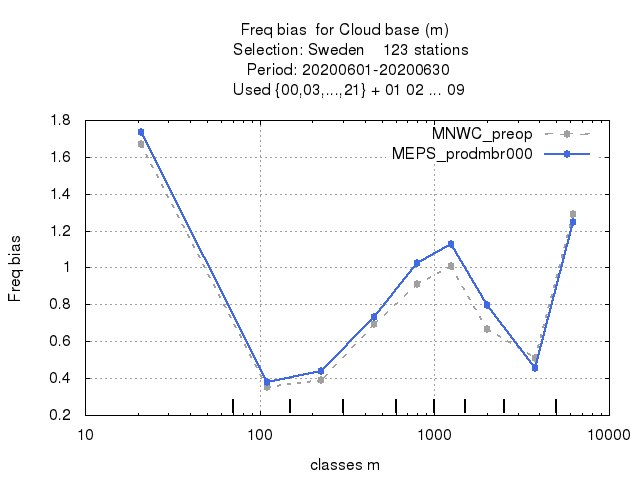 Freq bias  for Cloud base (m)
Selection: Sweden    123 stations
Period: 20200601-20200630
Used {00,03,...,21} + 01 02 ... 09
MNWC_preop
MEPS_prodmbr000
1.8
1.6
1.4
1.2
1
0.8
0.6
0.4
0.2
Freq bias
10
100
1000
10000
classes m